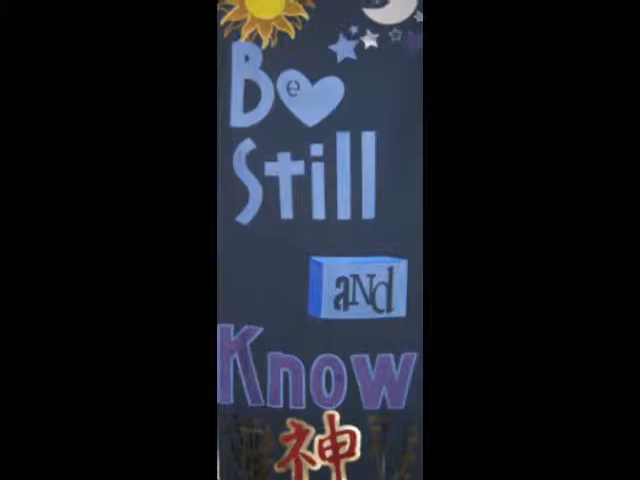 Be
Still
aNd
Know
神